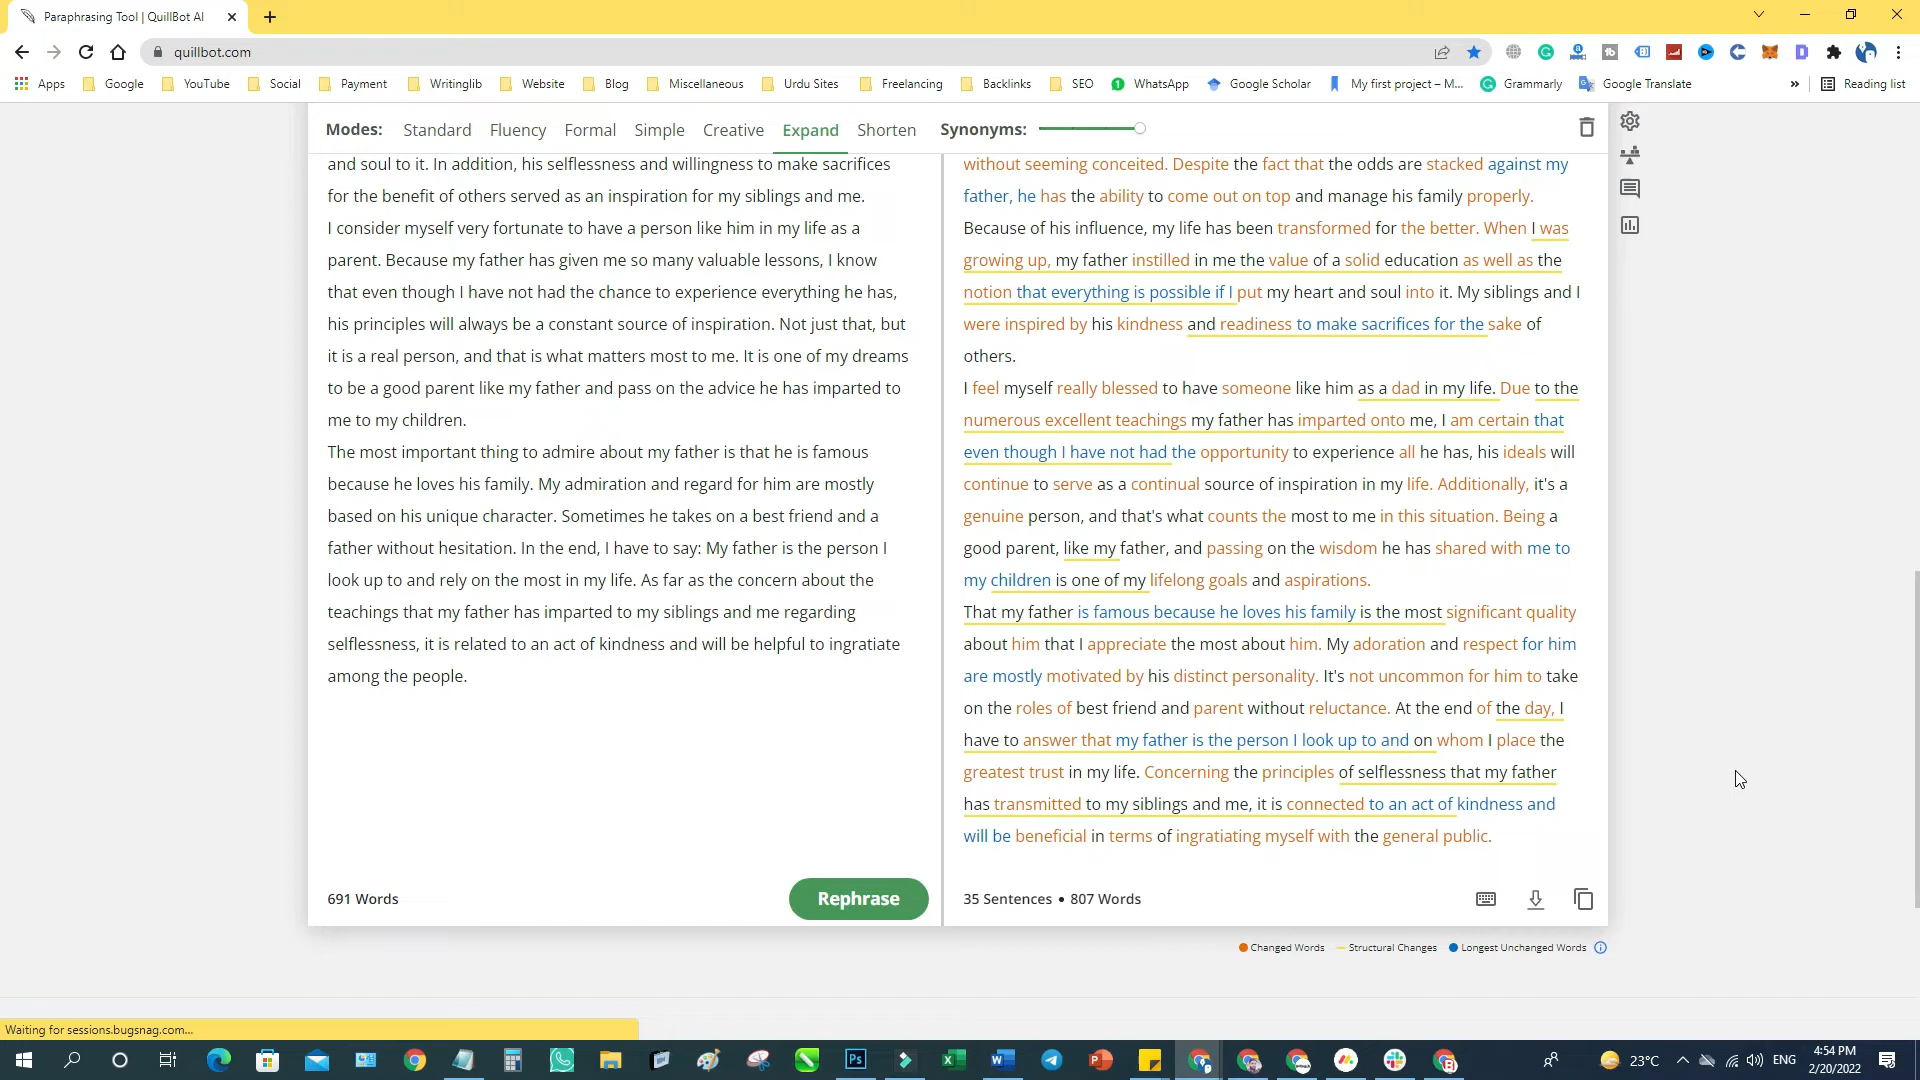 Paraphrasing Tool | QuillBot AI
quillbot.com
Apps Google YouTube Social Payment Writinglib Website Blog Miscellaneous Urdu Sites Freelancing Backlinks SEO WhatsApp Google Scholar My first project – M... Grammarly Google Translate » Reading list
Modes: Standard Fluency Formal Simple Creative Expand Shorten Synonyms:
and soul to it. In addition, his selflessness and willingness to make sacrifices
for the benefit of others served as an inspiration for my siblings and me.
I consider myself very fortunate to have a person like him in my life as a
parent. Because my father has given me so many valuable lessons, I know
that even though I have not had the chance to experience everything he has,
his principles will always be a constant source of inspiration. Not just that, but
it is a real person, and that is what matters most to me. It is one of my dreams
to be a good parent like my father and pass on the advice he has imparted to
me to my children.
The most important thing to admire about my father is that he is famous
because he loves his family. My admiration and regard for him are mostly
based on his unique character. Sometimes he takes on a best friend and a
father without hesitation. In the end, I have to say: My father is the person I
look up to and rely on the most in my life. As far as the concern about the
teachings that my father has imparted to my siblings and me regarding
selflessness, it is related to an act of kindness and will be helpful to ingratiate
among the people.
691 Words
Rephrase
without seeming conceited. Despite the fact that the odds are stacked against my
father, he has the ability to come out on top and manage his family properly.
Because of his influence, my life has been transformed for the better. When I was
growing up, my father instilled in me the value of a solid education as well as the
notion that everything is possible if I put my heart and soul into it. My siblings and I
were inspired by his kindness and readiness to make sacrifices for the sake of
others.
I feel myself really blessed to have someone like him as a dad in my life. Due to the
numerous excellent teachings my father has imparted onto me, I am certain that
even though I have not had the opportunity to experience all he has, his ideals will
continue to serve as a continual source of inspiration in my life. Additionally, it's a
genuine person, and that's what counts the most to me in this situation. Being a
good parent, like my father, and passing on the wisdom he has shared with me to
my children is one of my lifelong goals and aspirations.
That my father is famous because he loves his family is the most significant quality
about him that I appreciate the most about him. My adoration and respect for him
are mostly motivated by his distinct personality. It's not uncommon for him to take
on the roles of best friend and parent without reluctance. At the end of the day, I
have to answer that my father is the person I look up to and on whom I place the
greatest trust in my life. Concerning the principles of selflessness that my father
has transmitted to my siblings and me, it is connected to an act of kindness and
will be beneficial in terms of ingratiating myself with the general public.
35 Sentences • 807 Words
Changed Words Structural Changes Longest Unchanged Words
Waiting for sessions.bugsnag.com...
23°C ENG
4:54 PM
2/20/2022